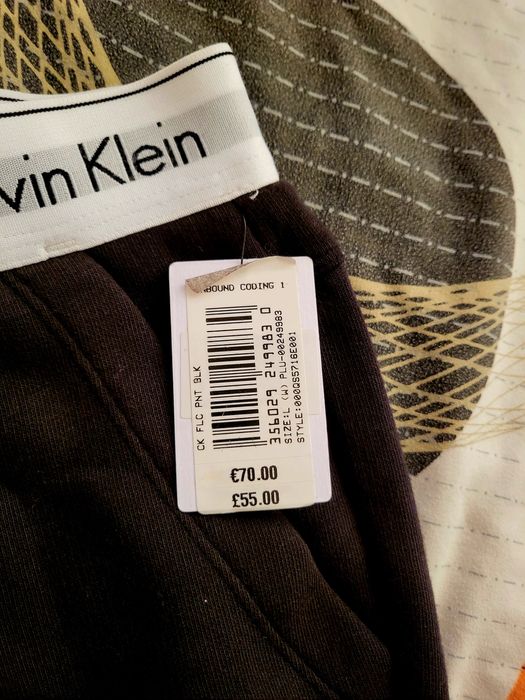 vin Klein
BOUND CODING 1
CK FLC PNT BLK
356029 249983 0
SIZE:L (W) PLU-00249983
STYLE:000QS5716E001
€70.00
£55.00